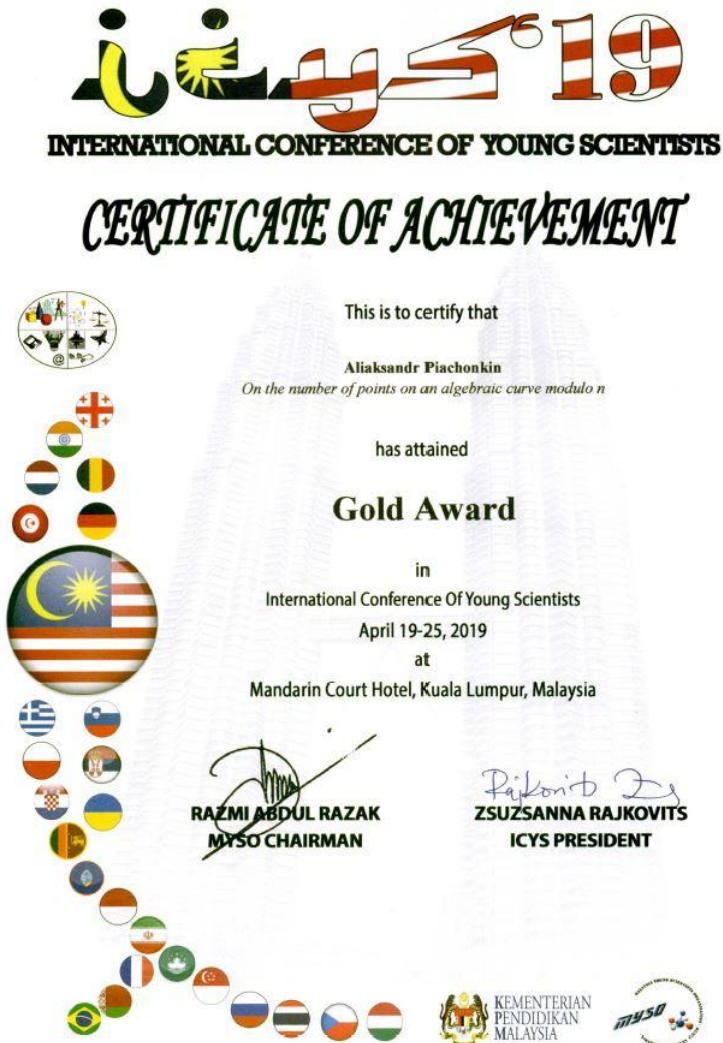 icys'19
INTERNATIONAL CONFERENCE OF YOUNG SCIENTISTS
CERTIFICATE OF ACHIEVEMENT
This is to certify that
Aliaksandr Piachonkin
On the number of points on an algebraic curve modulo n
has attained
Gold Award
in
International Conference Of Young Scientists
April 19-25, 2019
at
Mandarin Court Hotel, Kuala Lumpur, Malaysia
Rajkovits Zs
RAZMI ABDUL RAZAK
MYSO CHAIRMAN
ZSUZSANNA RAJKOVITS
ICYS PRESIDENT
KEMENTERIAN
PENDIDIKAN
MALAYSIA
MYSO